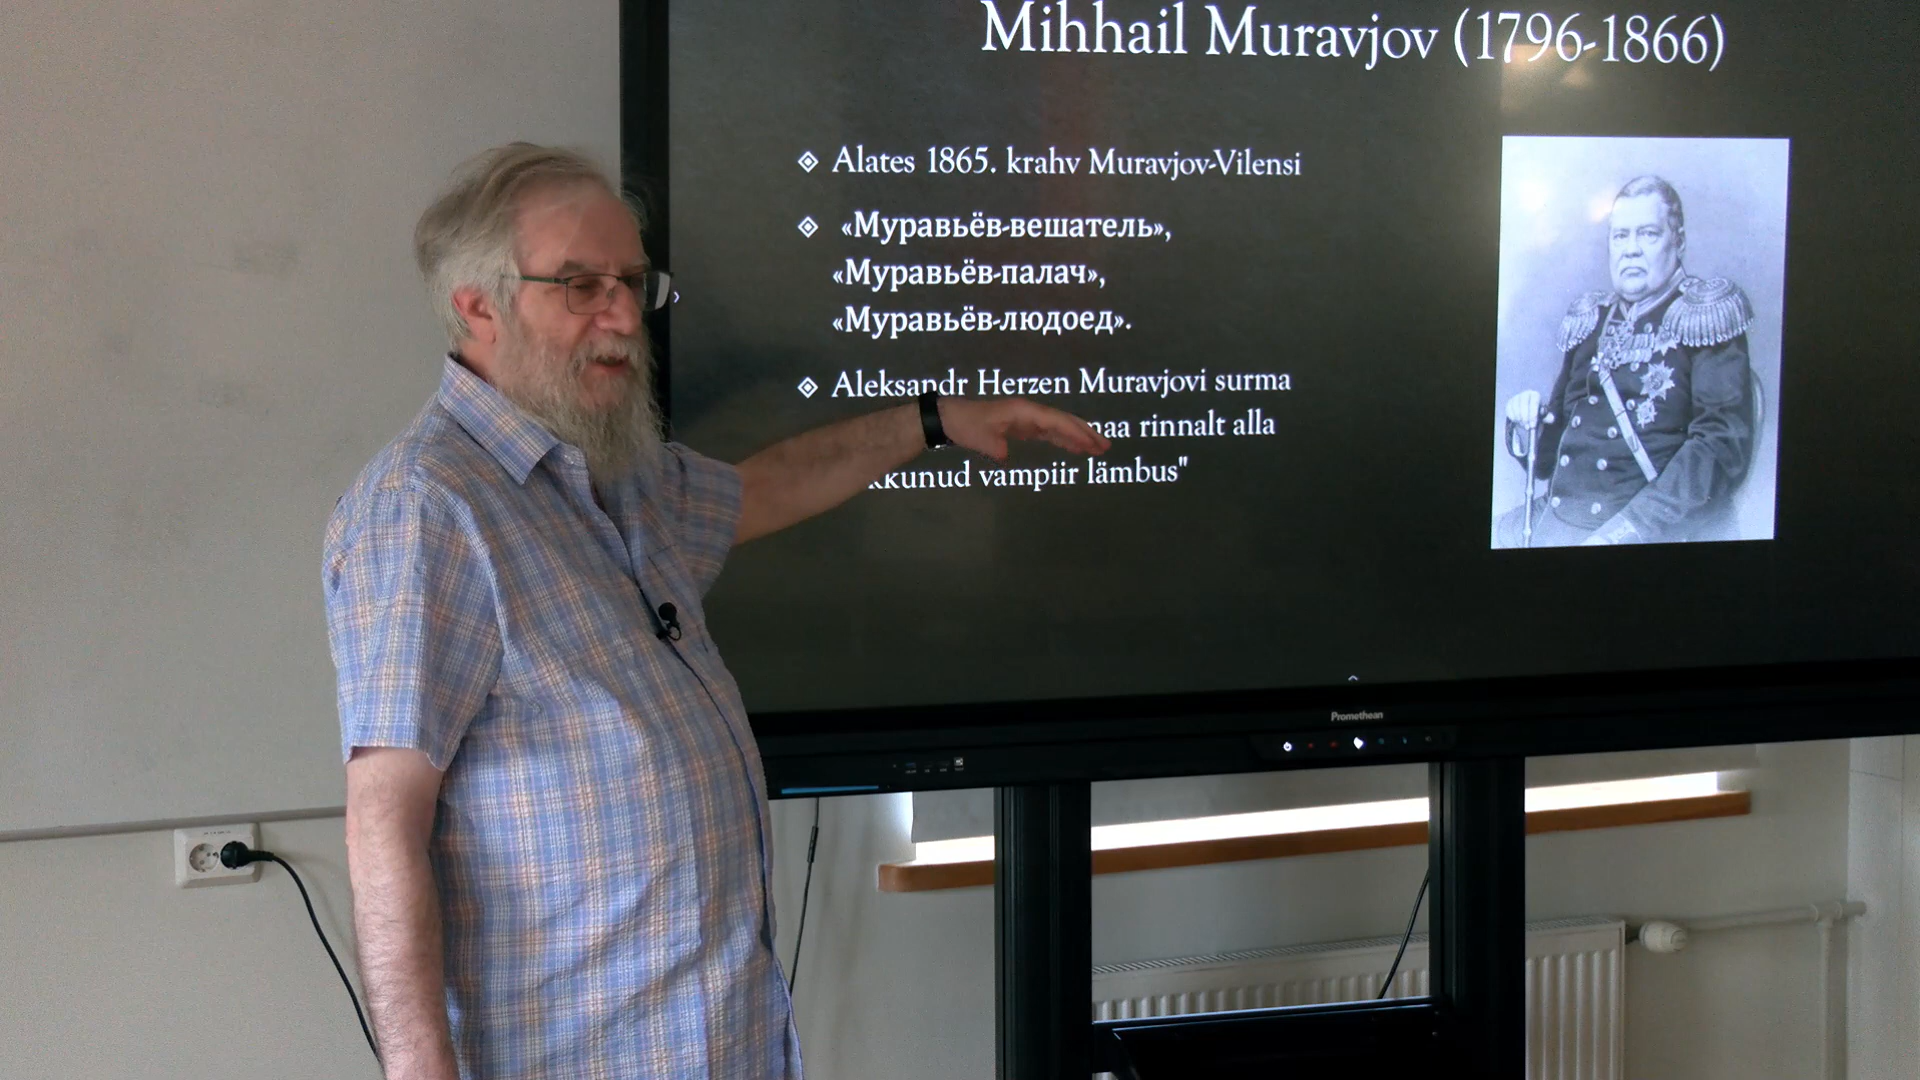 Mihhail Muravjov (1796-1866)
Alates 1865. krahv Muravjov-Vilensi
«Муравьёв-вешатель»,
«Муравьёв-палач»,
«Муравьёв-людоед».
Aleksandr Herzen Muravjovi surma
rinnalt alla
vampiir lämbus"
Promethean